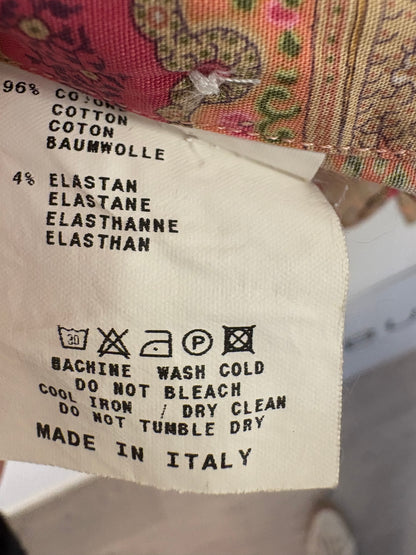 96% COTONE
COTTON
COTON
BAUMWOLLE
4% ELASTAN
ELASTANE
ELASTHANNE
ELASTHAN
30 P
MACHINE WASH COLD
DO NOT BLEACH
COOL IRON / DRY CLEAN
DO NOT TUMBLE DRY
MADE IN ITALY